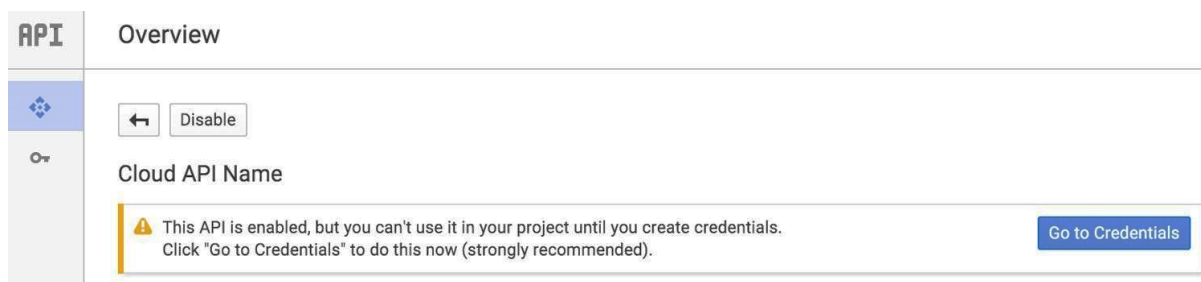 API
Overview
Disable
Cloud API Name
This API is enabled, but you can't use it in your project until you create credentials.
Click "Go to Credentials" to do this now (strongly recommended).
Go to Credentials